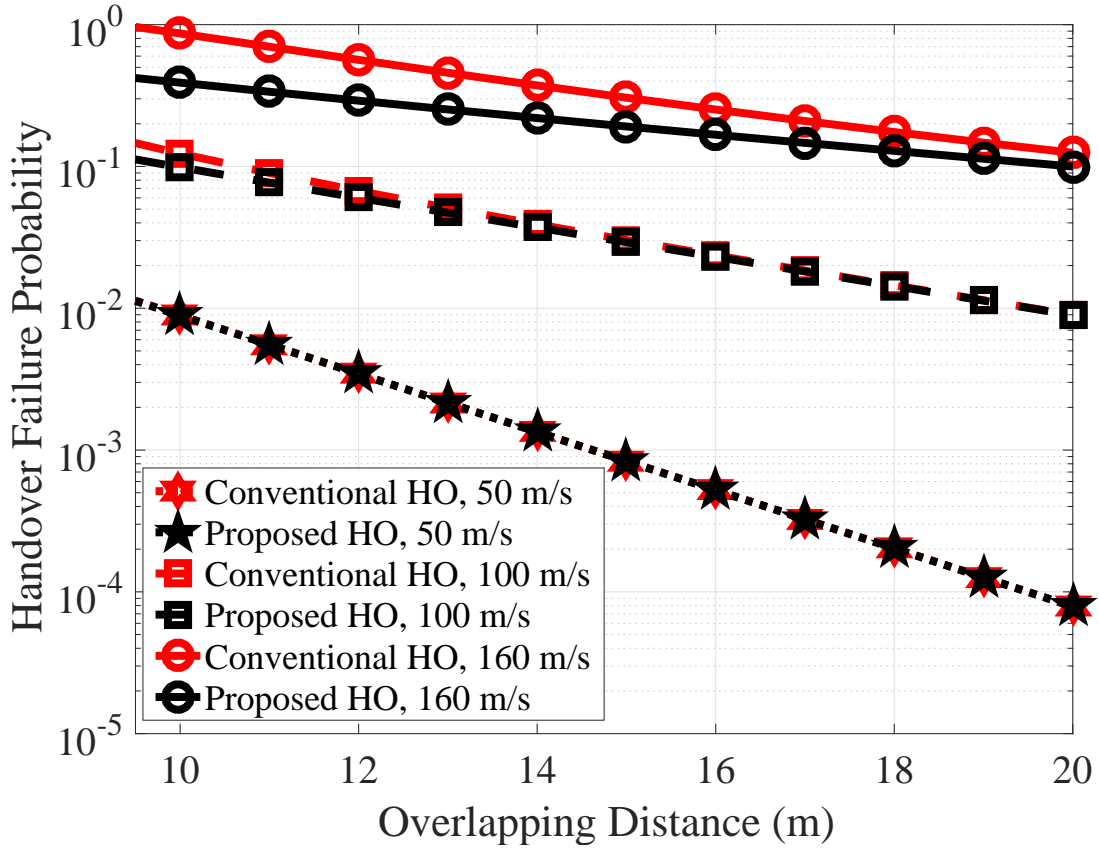 10^0
10^-1
10^-2
10^-3
10^-4
10^-5
Handover Failure Probability
Conventional HO, 50 m/s
Proposed HO, 50 m/s
Conventional HO, 100 m/s
Proposed HO, 100 m/s
Conventional HO, 160 m/s
Proposed HO, 160 m/s
10 12 14 16 18 20
Overlapping Distance (m)